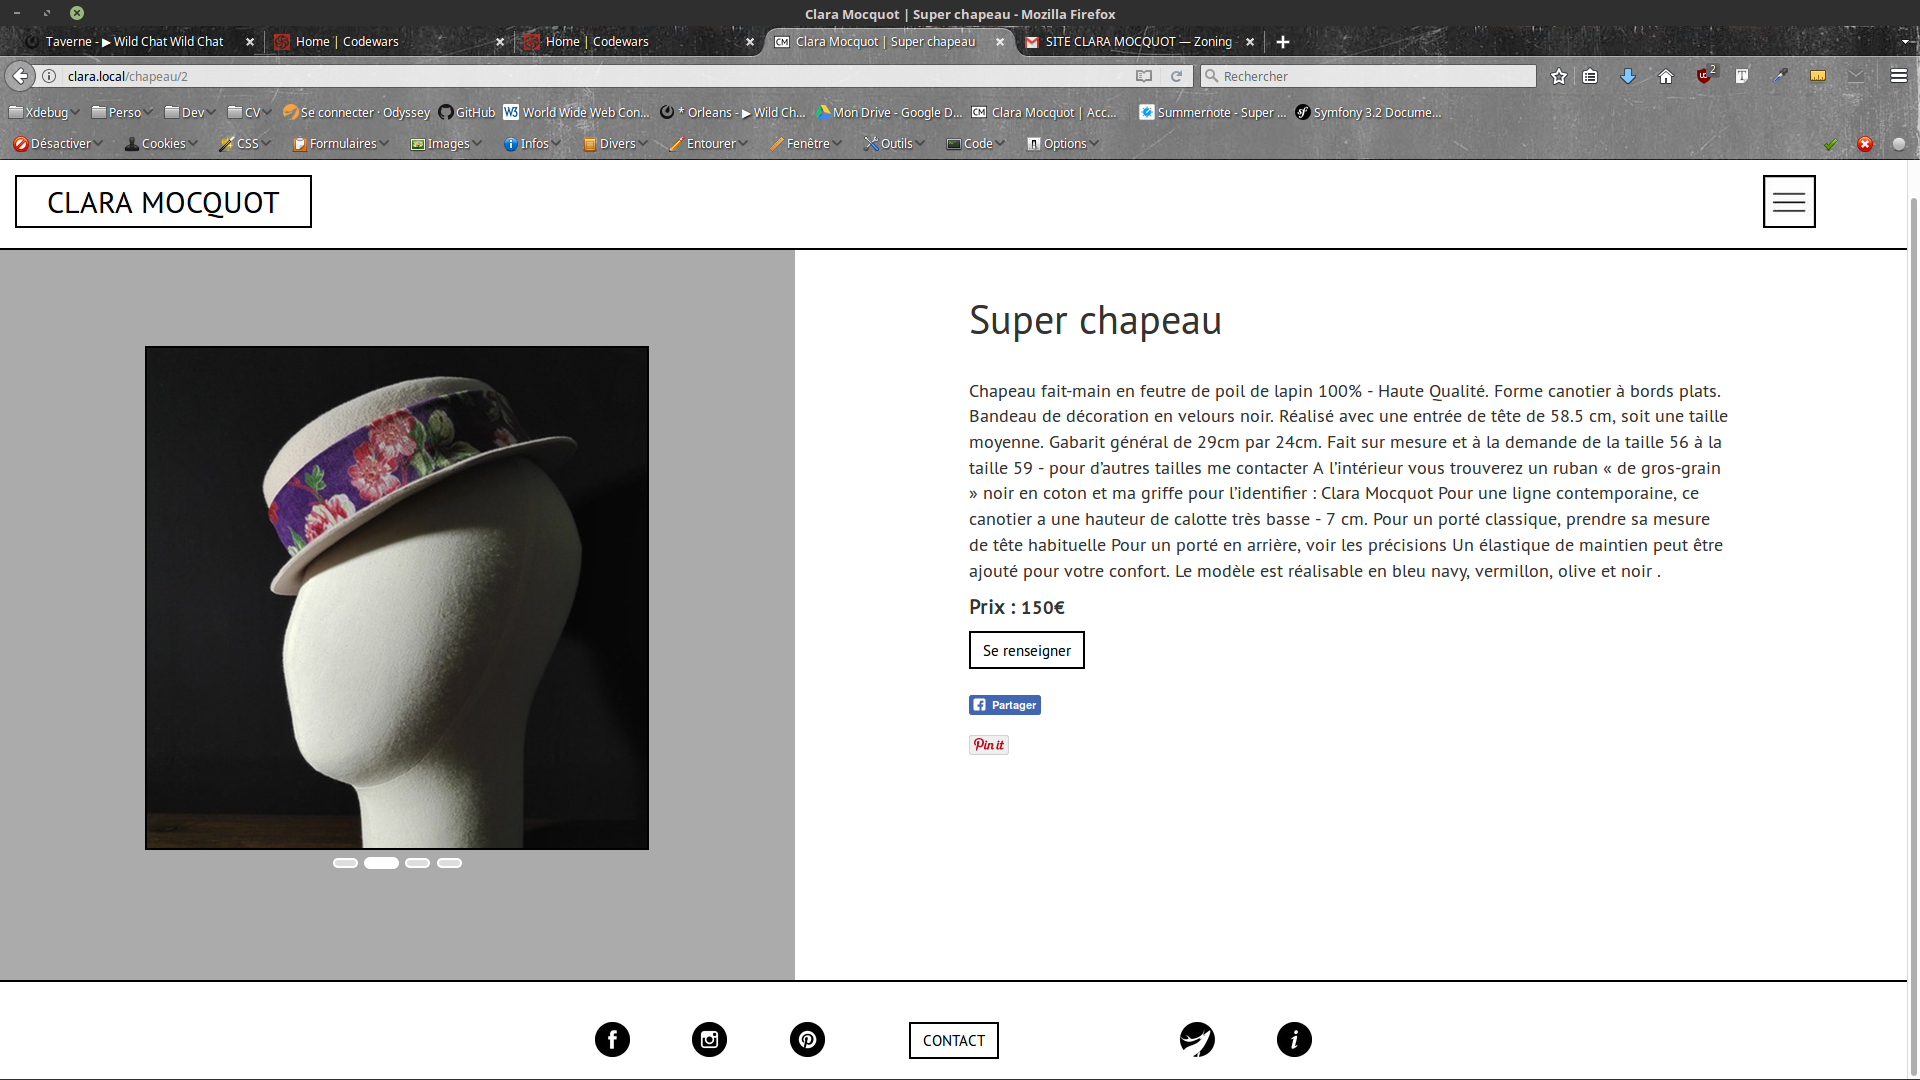 Clara Mocquot | Super chapeau - Mozilla Firefox
Taverne - ▶ Wild Chat Wild Chat
Home | Codewars
Home | Codewars
CM Clara Mocquot | Super chapeau
SITE CLARA MOCQUOT — Zoning
clara.local/chapeau/2
Rechercher
2
Xdebug
Perso
Dev
CV
Se connecter · Odyssey
GitHub
W3 World Wide Web Con...
* Orleans - ▶ Wild Ch...
Mon Drive - Google D...
CM Clara Mocquot | Acc...
Summernote - Super ...
Symfony 3.2 Docume...
Désactiver
Cookies
CSS
Formulaires
Images
Infos
Divers
Entourer
Fenêtre
Outils
Code
Options
CLARA MOCQUOT
Super chapeau
Chapeau fait-main en feutre de poil de lapin 100% - Haute Qualité. Forme canotier à bords plats.
Bandeau de décoration en velours noir. Réalisé avec une entrée de tête de 58.5 cm, soit une taille
moyenne. Gabarit général de 29cm par 24cm. Fait sur mesure et à la demande de la taille 56 à la
taille 59 - pour d’autres tailles me contacter A l’intérieur vous trouverez un ruban « de gros-grain
» noir en coton et ma griffe pour l’identifier : Clara Mocquot Pour une ligne contemporaine, ce
canotier a une hauteur de calotte très basse - 7 cm. Pour un porté classique, prendre sa mesure
de tête habituelle Pour un porté en arrière, voir les précisions Un élastique de maintien peut être
ajouté pour votre confort. Le modèle est réalisable en bleu navy, vermillon, olive et noir .
Prix : 150€
Se renseigner
Partager
Pin it
CONTACT